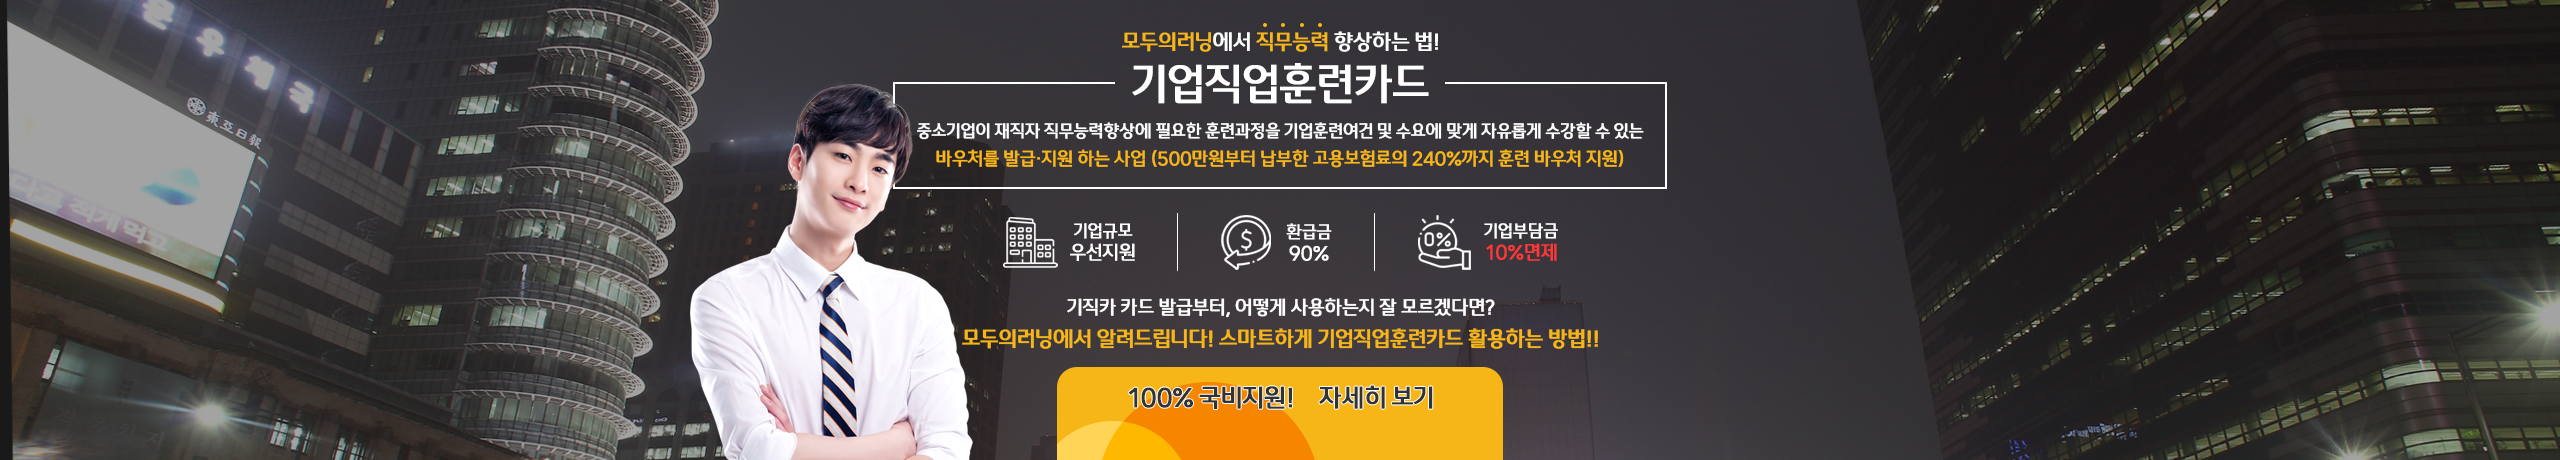 모두의러닝에서 직무능력 향상하는 법!
기업직업훈련카드
중소기업이 재직자 직무능력향상에 필요한 훈련과정을 기업훈련여건 및 수요에 맞게 자유롭게 수강할 수 있는
바우처를 발급·지원 하는 사업 (500만원부터 납부한 고용보험료의 240%까지 훈련 바우처 지원)
기업규모
우선지원
환급금
90%
기업부담금
10%면제
기직카 카드 발급부터, 어떻게 사용하는지 잘 모르겠다면?
모두의러닝에서 알려드립니다! 스마트하게 기업직업훈련카드 활용하는 방법!!
100% 국비지원! 자세히 보기
우체국
東亞日報